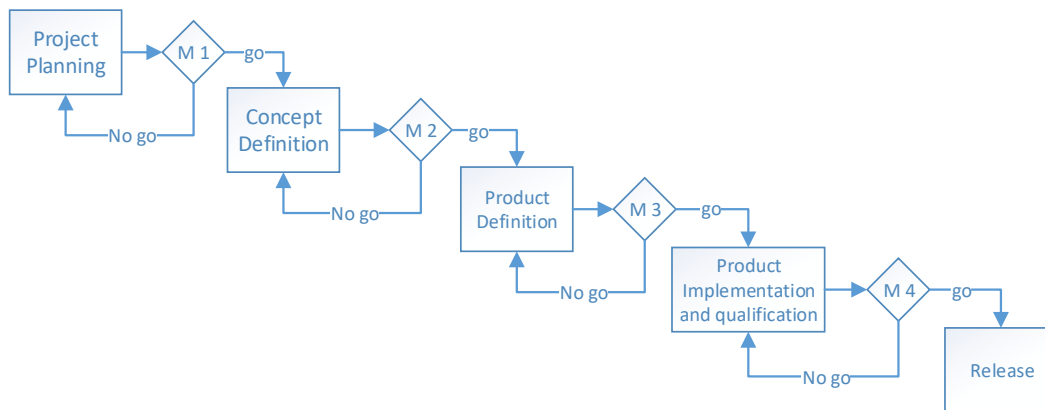 Project
Planning
M 1
go
No go
Concept
Definition
M 2
go
No go
Product
Definition
M 3
go
No go
Product
Implementation
and qualification
M 4
go
No go
Release